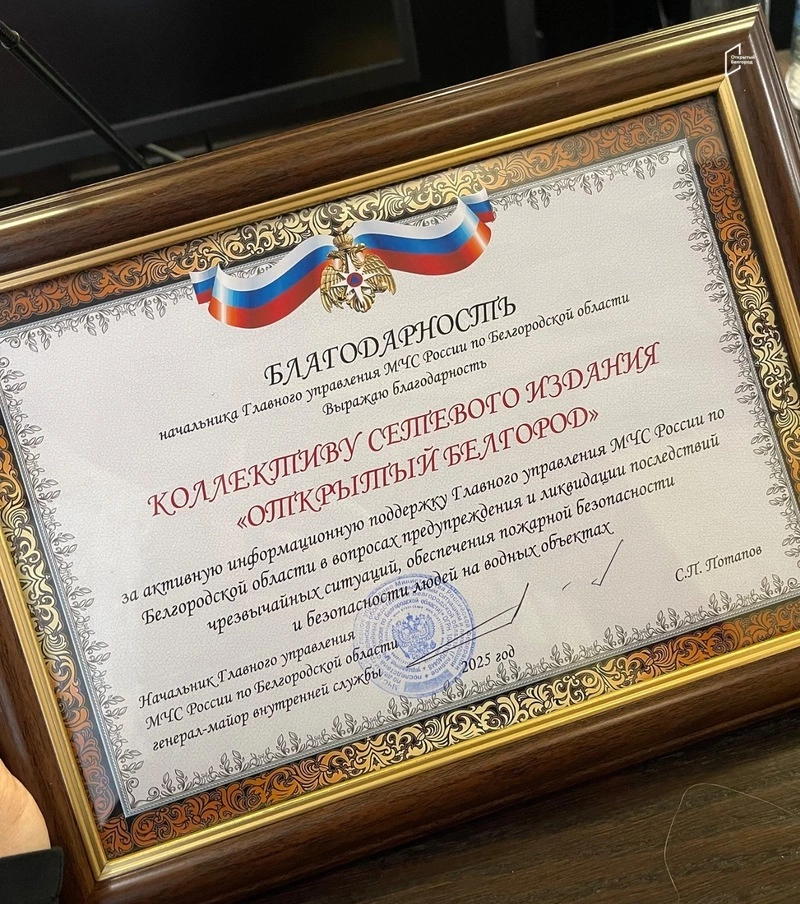 Открытый
Белгород
БЛАГОДАРНОСТЬ
начальника Главного управления МЧС России по Белгородской области
Выражаю благодарность
КОЛЛЕКТИВУ СЕТЕВОГО ИЗДАНИЯ
«ОТКРЫТЫЙ БЕЛГОРОД»
за активную информационную поддержку Главного управления МЧС России по
Белгородской области в вопросах предупреждения и ликвидации последствий
чрезвычайных ситуаций, обеспечения пожарной безопасности
и безопасности людей на водных объектах
Начальник Главного управления
МЧС России по Белгородской области
генерал-майор внутренней службы
С.П. Потапов
2025 год